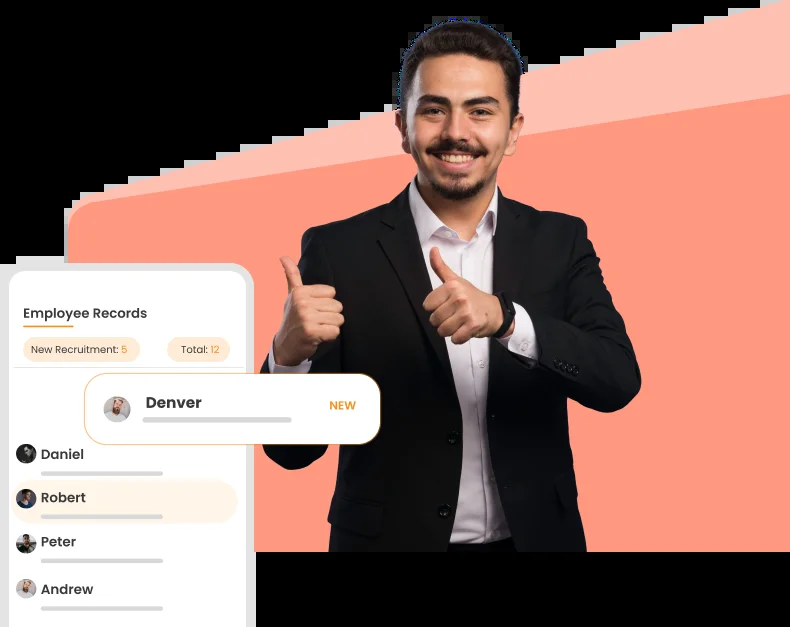 Employee Records
New Recruitment: 5
Total: 12
Denver
NEW
Daniel
Robert
Peter
Andrew